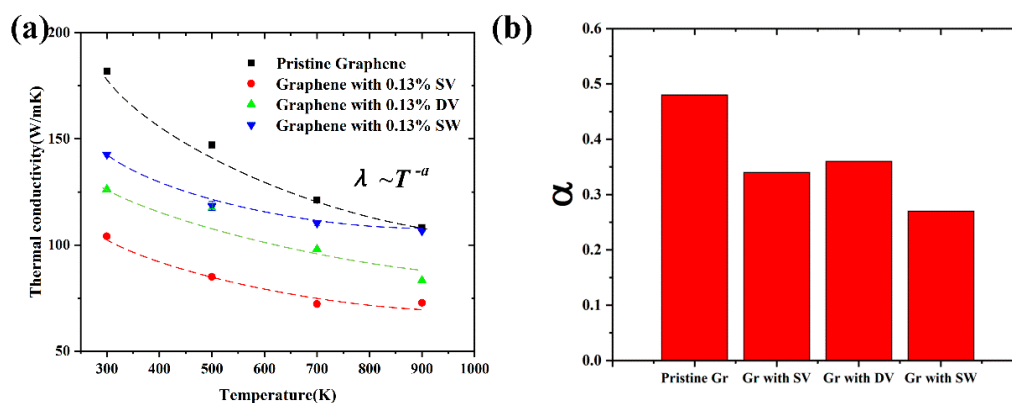 (a)
200
150
100
50
Thermal conductivity(W/mK)
Pristine Graphene
Graphene with 0.13% SV
Graphene with 0.13% DV
Graphene with 0.13% SW
λ ~T⁻ᵃ
300 400 500 600 700 800 900 1000
Temperature(K)
(b)
0.6
0.5
0.4
0.3
0.2
0.1
0.0
α
Pristine Gr Gr with SV Gr with DV Gr with SW